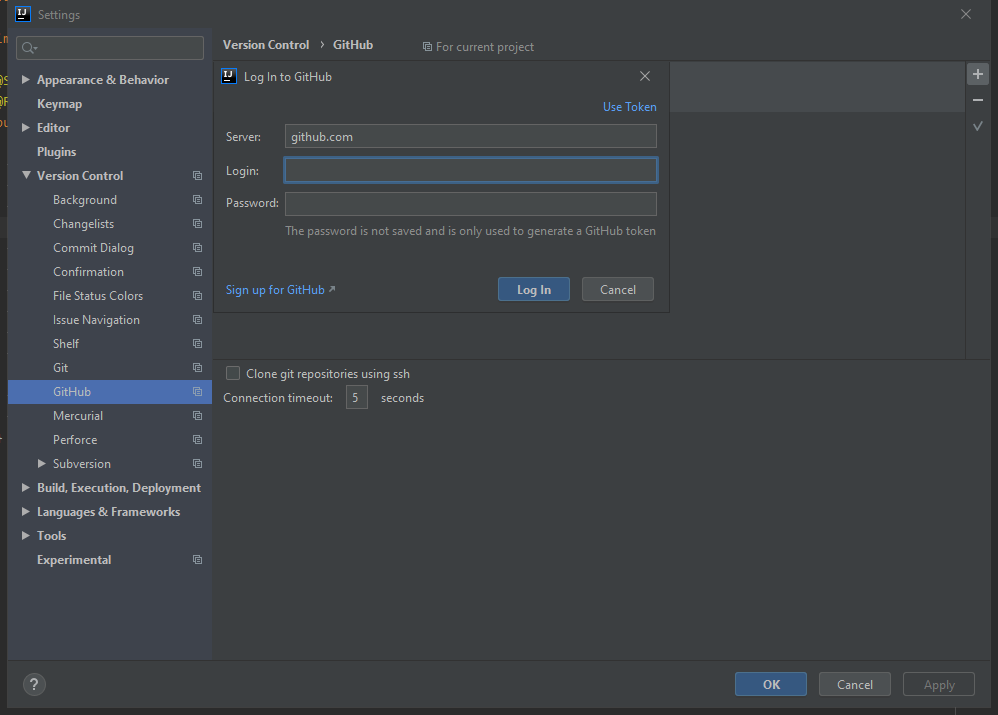 Settings
Version Control › GitHub
For current project
Appearance & Behavior
Keymap
Editor
Plugins
Version Control
Background
Changelists
Commit Dialog
Confirmation
File Status Colors
Issue Navigation
Shelf
Git
GitHub
Mercurial
Perforce
Subversion
Build, Execution, Deployment
Languages & Frameworks
Tools
Experimental
Log In to GitHub
Use Token
Server: github.com
Login:
Password:
The password is not saved and is only used to generate a GitHub token
Sign up for GitHub
Log In
Cancel
Clone git repositories using ssh
Connection timeout: 5 seconds
?
OK
Cancel
Apply